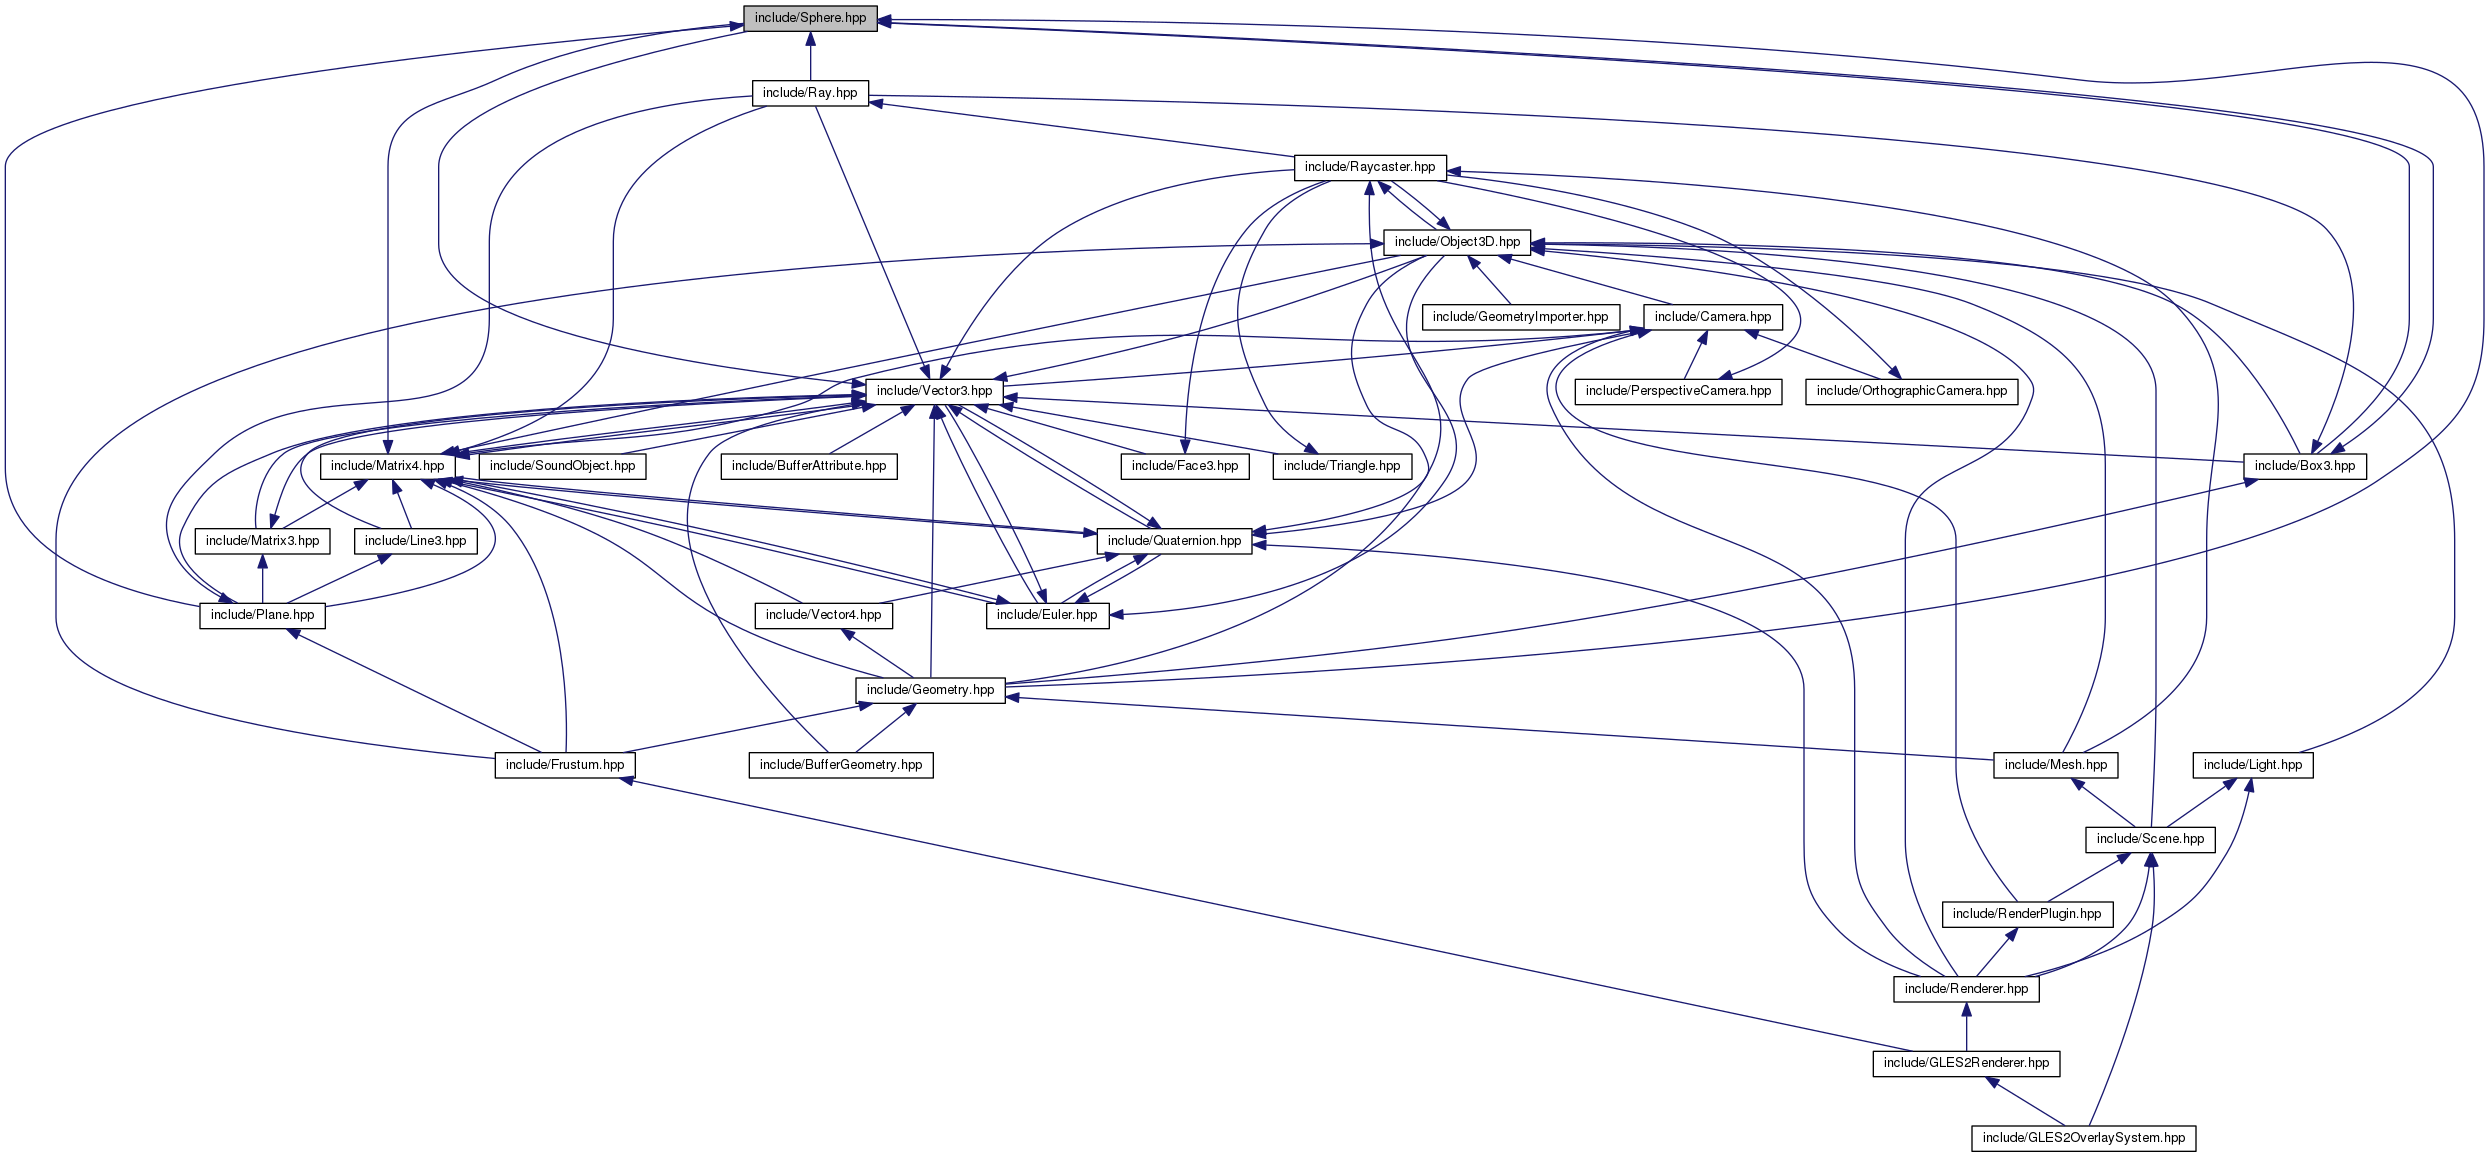 include/Sphere.hpp
include/Ray.hpp
include/Raycaster.hpp
include/Object3D.hpp
include/GeometryImporter.hpp
include/Camera.hpp
include/Vector3.hpp
include/PerspectiveCamera.hpp
include/OrthographicCamera.hpp
include/Matrix4.hpp
include/SoundObject.hpp
include/BufferAttribute.hpp
include/Face3.hpp
include/Triangle.hpp
include/Box3.hpp
include/Matrix3.hpp
include/Line3.hpp
include/Quaternion.hpp
include/Plane.hpp
include/Vector4.hpp
include/Euler.hpp
include/Geometry.hpp
include/Frustum.hpp
include/BufferGeometry.hpp
include/Mesh.hpp
include/Light.hpp
include/Scene.hpp
include/RenderPlugin.hpp
include/Renderer.hpp
include/GLES2Renderer.hpp
include/GLES2OverlaySystem.hpp